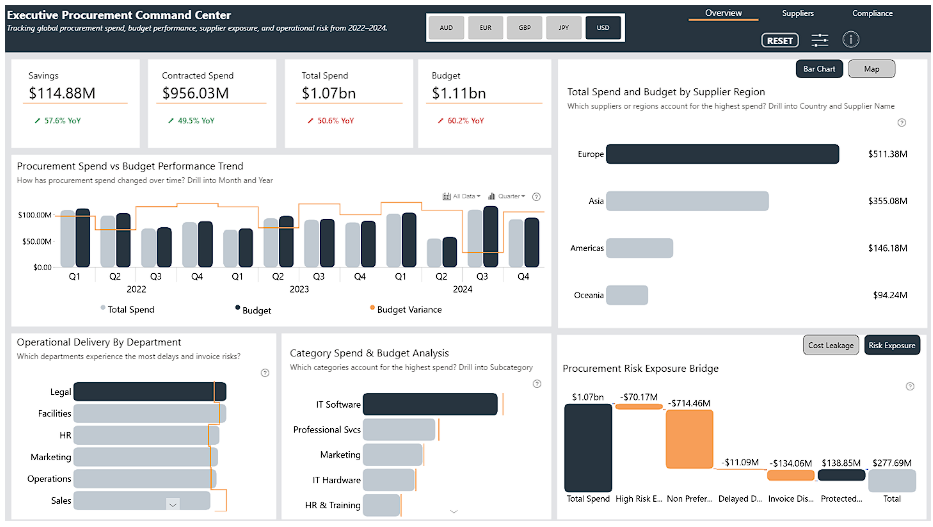 Executive Procurement Command Center
Tracking global procurement spend, budget performance, supplier exposure, and operational risk from 2022–2024.
AUD EUR GBP JPY USD
Overview Suppliers Compliance
RESET
Savings
$114.88M
57.6% YoY
Contracted Spend
$956.03M
49.5% YoY
Total Spend
$1.07bn
50.6% YoY
Budget
$1.11bn
60.2% YoY
Bar Chart Map
Total Spend and Budget by Supplier Region
Which suppliers or regions account for the highest spend? Drill into Country and Supplier Name
Europe $511.38M
Asia $355.08M
Americas $146.18M
Oceania $94.24M
Procurement Spend vs Budget Performance Trend
How has procurement spend changed over time? Drill into Month and Year
All Data Quarter
$100.00M
$50.00M
$0.00
Q1 Q2 Q3 Q4 Q1 Q2 Q3 Q4 Q1 Q2 Q3 Q4
2022 2023 2024
Total Spend Budget Budget Variance
Operational Delivery By Department
Which departments experience the most delays and invoice risks?
Legal
Facilities
HR
Marketing
Operations
Sales
Category Spend & Budget Analysis
Which categories account for the highest spend? Drill into Subcategory
IT Software
Professional Svcs
Marketing
IT Hardware
HR & Training
Cost Leakage Risk Exposure
Procurement Risk Exposure Bridge
$1.07bn -$70.17M -$714.46M -$11.09M -$134.06M $138.85M $277.69M
Total Spend High Risk E... Non Prefer... Delayed D... Invoice Dis... Protected... Total